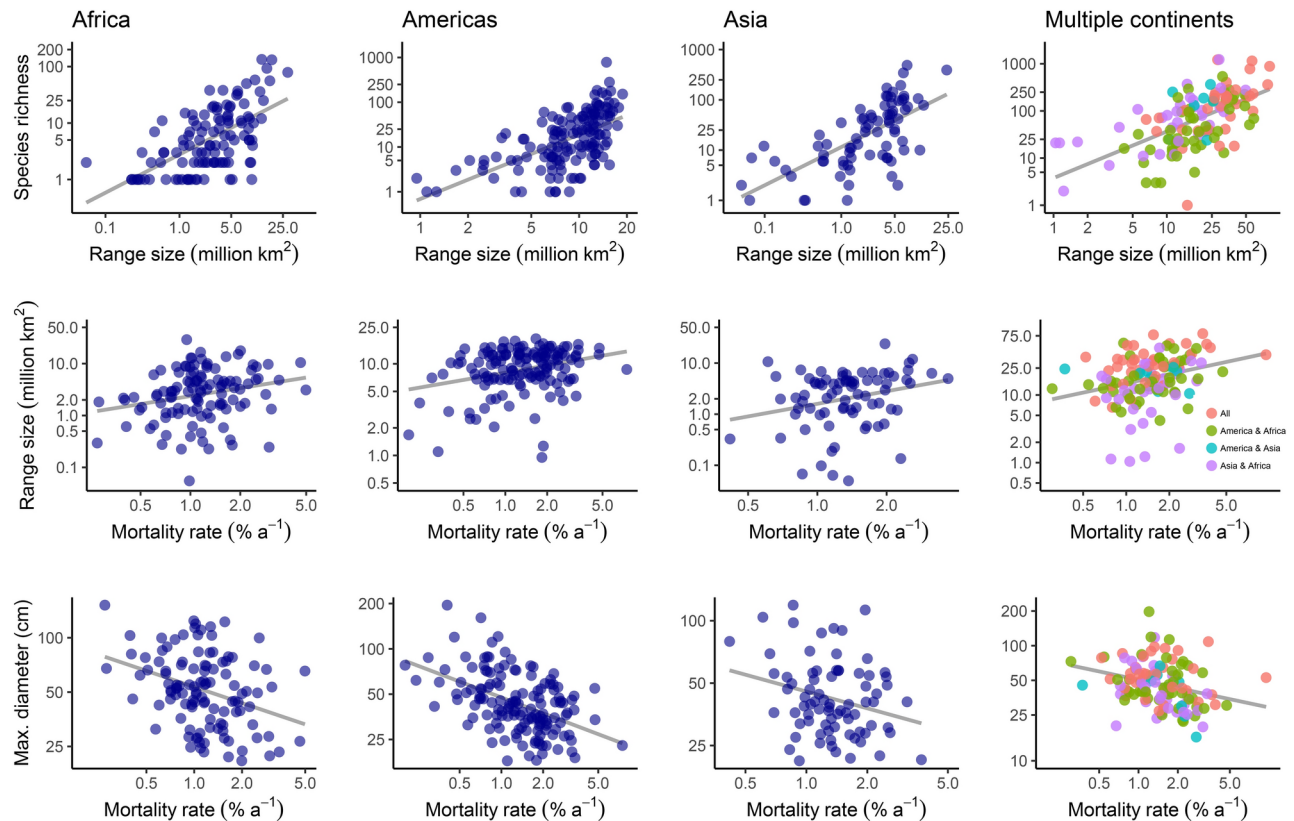 Africa
Americas
Asia
Multiple continents
Species richness
200
100
25
10
5
1
0.1 1.0 5.0 25.0
Range size (million km²)
1000
250
100
25
10
5
1
1 2 5 10 20
Range size (million km²)
1000
250
100
25
10
5
1
0.1 1.0 5.0 25.0
Range size (million km²)
1000
250
100
25
10
5
1
1 2 5 10 25 50
Range size (million km²)
Range size (million km²)
50.0
10.0
5.0
2.0
1.0
0.5
0.1
0.5 1.0 2.0 5.0
Mortality rate (% a⁻¹)
25.0
10.0
5.0
2.0
1.0
0.5
0.5 1.0 2.0 5.0
Mortality rate (% a⁻¹)
50.0
10.0
5.0
2.0
1.0
0.5
0.1
0.5 1.0 2.0
Mortality rate (% a⁻¹)
75.0
25.0
10.0
5.0
2.0
1.0
0.5
All
America & Africa
America & Asia
Asia & Africa
0.5 1.0 2.0 5.0
Mortality rate (% a⁻¹)
Max. diameter (cm)
100
50
25
0.5 1.0 2.0 5.0
Mortality rate (% a⁻¹)
200
100
50
25
0.5 1.0 2.0 5.0
Mortality rate (% a⁻¹)
100
50
25
0.5 1.0 2.0
Mortality rate (% a⁻¹)
200
100
50
25
10
0.5 1.0 2.0 5.0
Mortality rate (% a⁻¹)